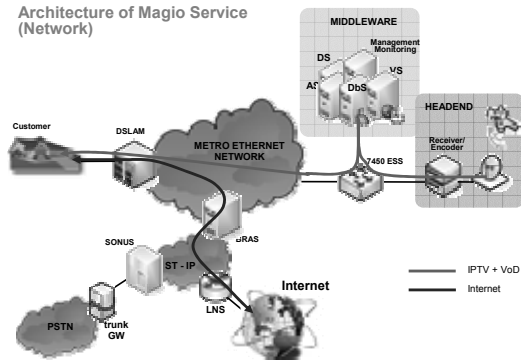 Architecture of Magio Service
(Network)
MIDDLEWARE
Management
Monitoring
DS
VS
AS
DbS
HEADEND
Customer
DSLAM
METRO ETHERNET
NETWORK
7450 ESS
Receiver/
Encoder
BRAS
SONUS
ST - IP
Internet
LNS
IPTV + VoD
Internet
PSTN
trunk
GW